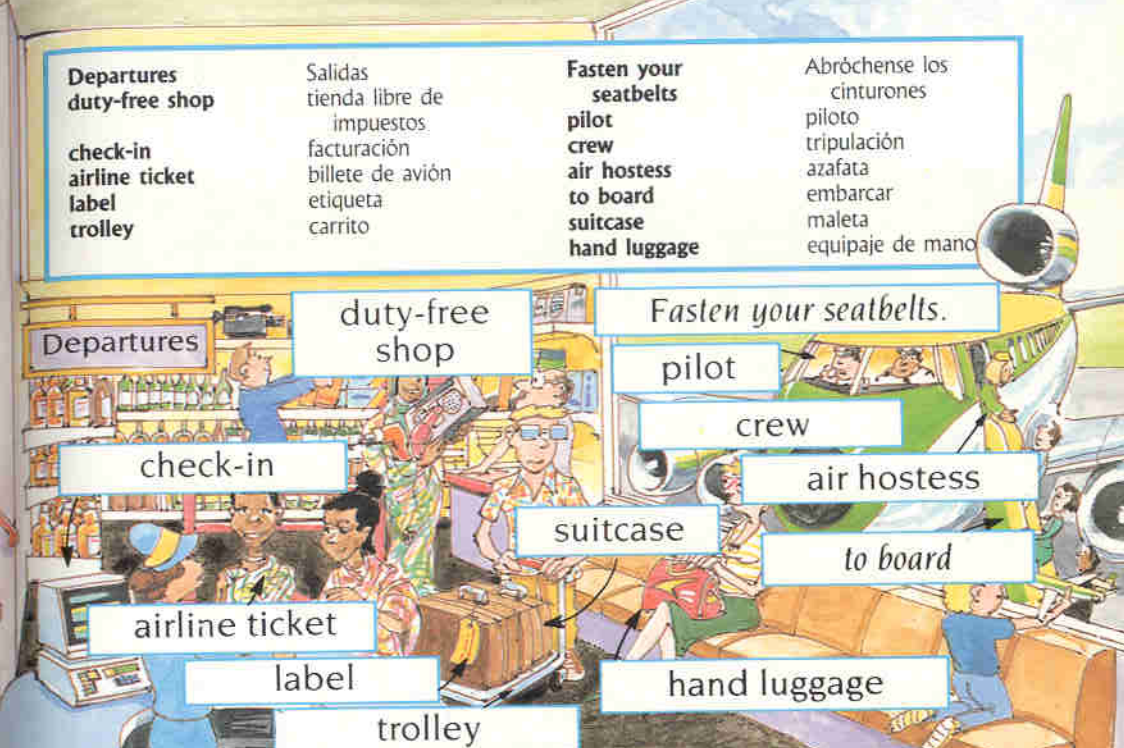 Departures Salidas
duty-free shop tienda libre de
impuestos
check-in facturación
airline ticket billete de avión
label etiqueta
trolley carrito
Fasten your Abróchense los
seatbelts cinturones
pilot piloto
crew tripulación
air hostess azafata
to board embarcar
suitcase maleta
hand luggage equipaje de mano
Departures
duty-free
shop
Fasten your seatbelts.
pilot
crew
check-in
air hostess
suitcase
to board
airline ticket
label
hand luggage
trolley